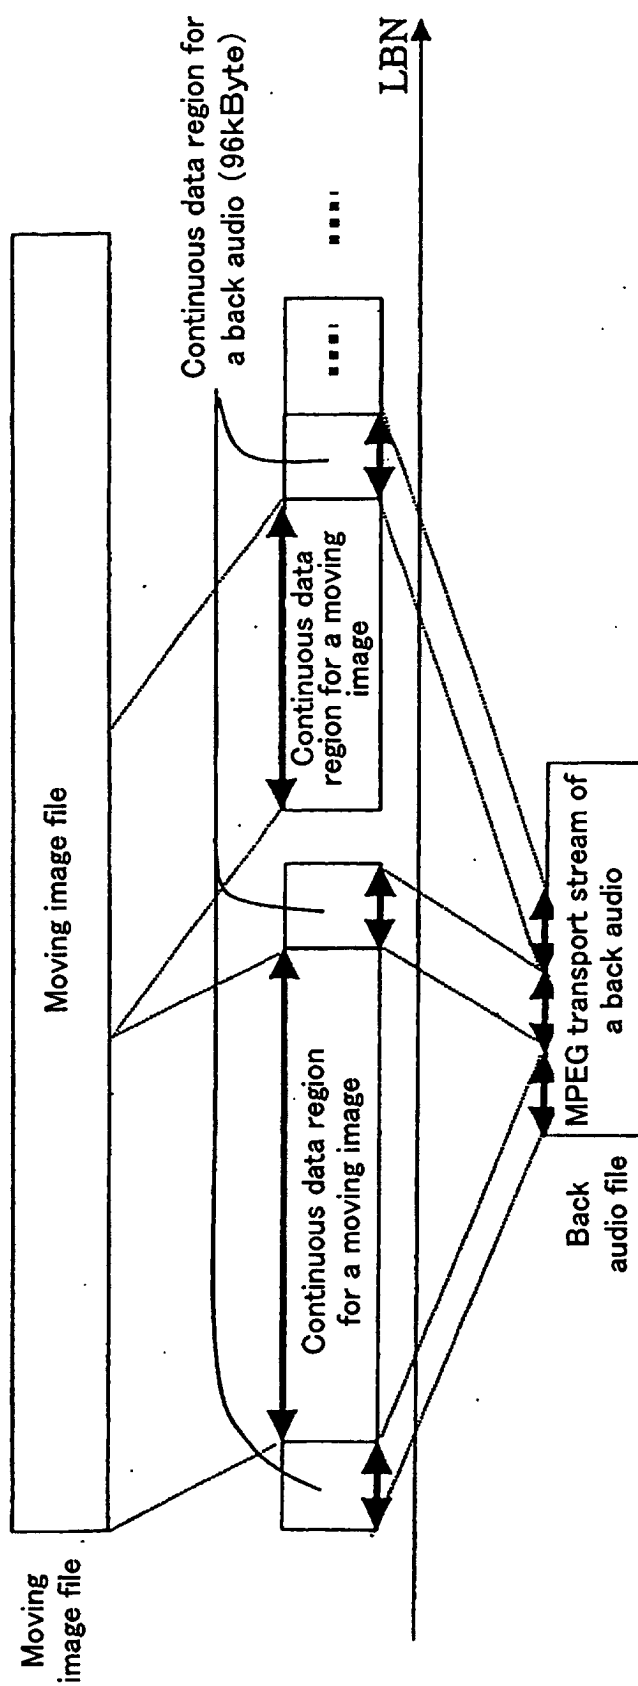 Moving
image file
Moving image file
Continuous data region for
a back audio (96kByte)
Continuous data region
for a moving image
Continuous data
region for a moving
image
LBN
Back
audio file
MPEG transport stream of
a back audio